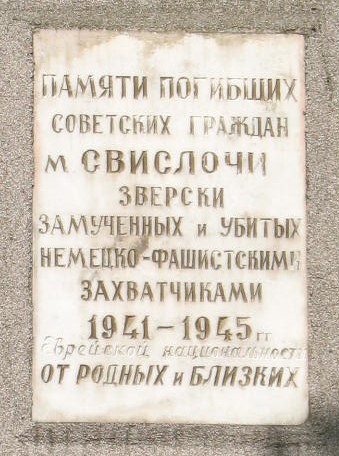 ПАМЯТИ ПОГИБШИХ
СОВЕТСКИХ ГРАЖДАН
м СВИСЛОЧИ
ЗВЕРСКИ
ЗАМУЧЕННЫХ и УБИТЫХ
НЕМЕЦКО-ФАШИСТСКИМИ
ЗАХВАТЧИКАМИ
1941-1945 гг
Еврейской национальности
ОТ РОДНЫХ и БЛИЗКИХ